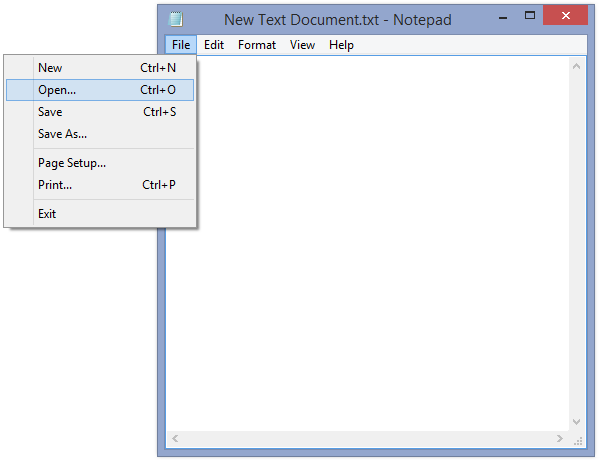 New Text Document.txt - Notepad
File Edit Format View Help
New Ctrl+N
Open... Ctrl+O
Save Ctrl+S
Save As...
Page Setup...
Print... Ctrl+P
Exit